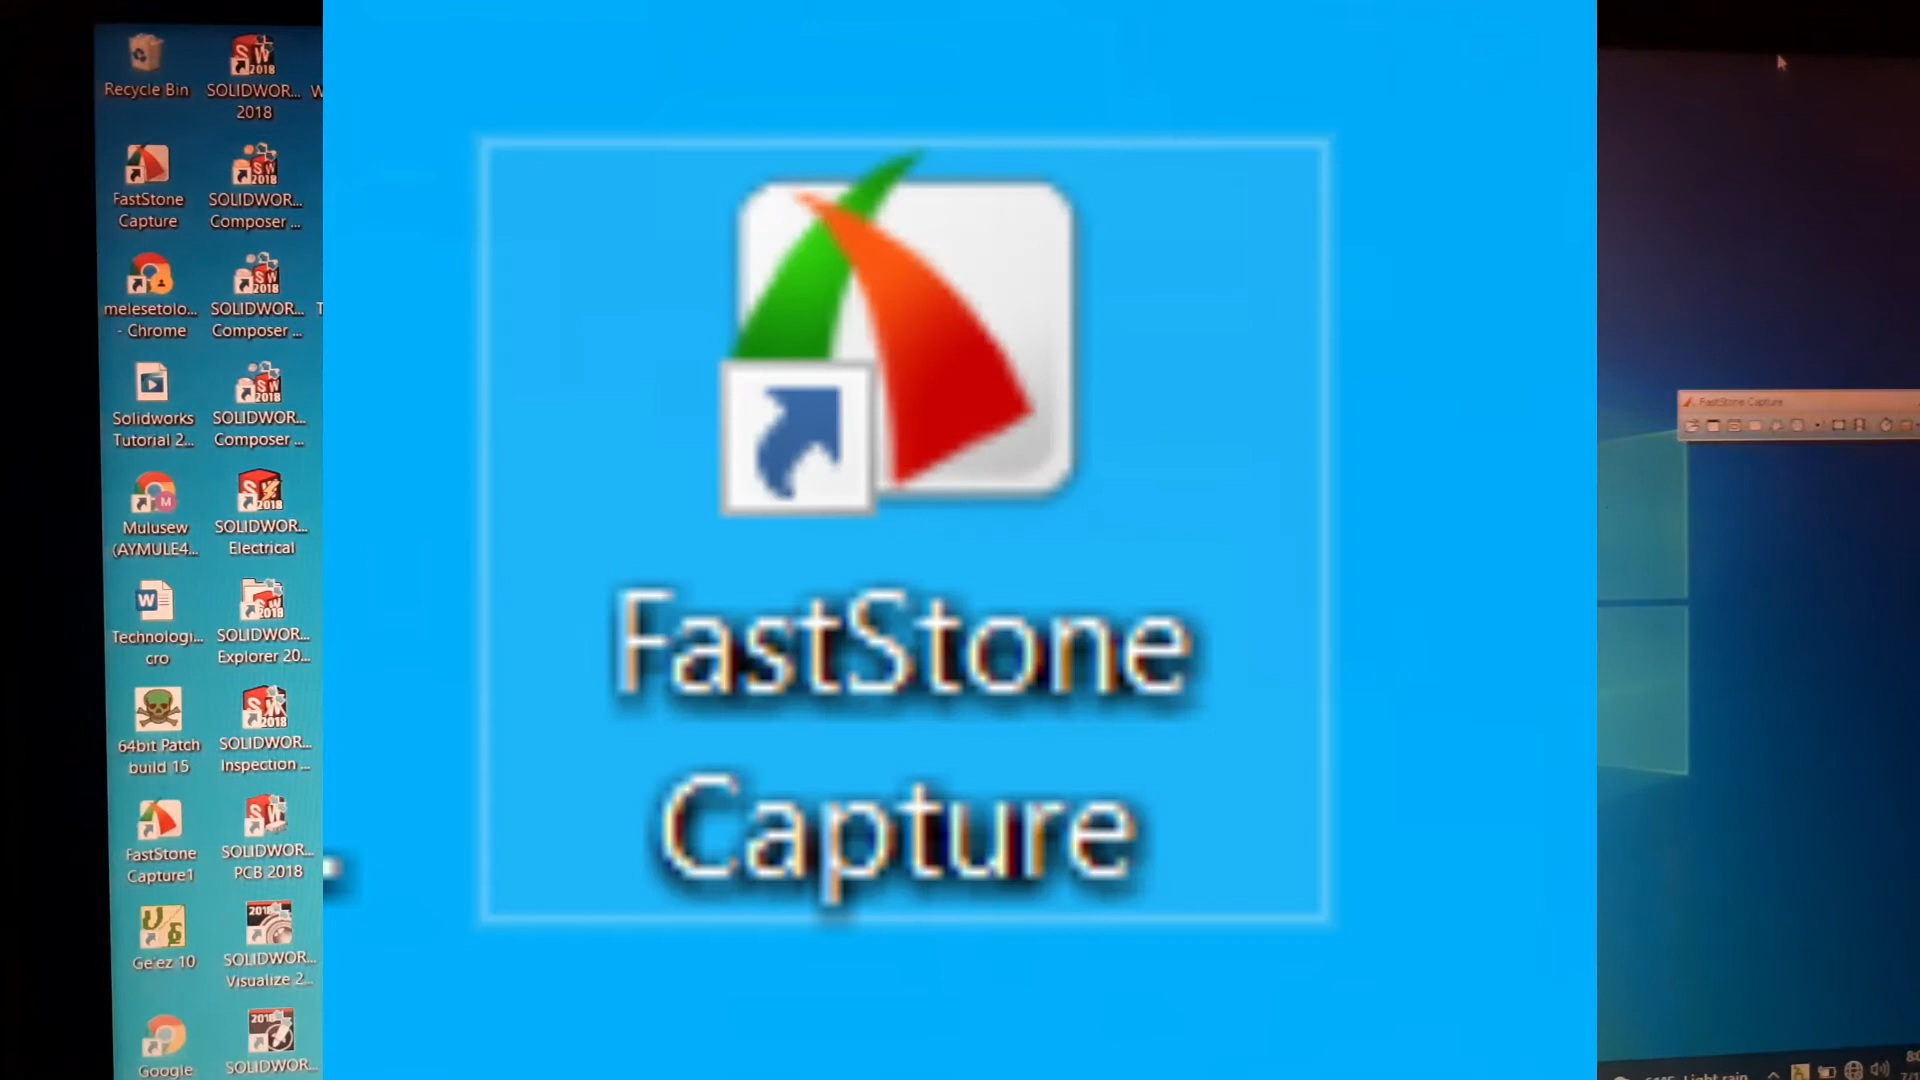 Recycle Bin
FastStone
Capture
melesetolo...
- Chrome
Solidworks
Tutorial 2...
Mulusew
(AYMULE4...
Technologi...
cro
64bit Patch
build 15
FastStone
Capture1
Ge'ez 10
Google
SOLIDWOR...
2018
SOLIDWOR...
Composer ...
SOLIDWOR...
Composer ...
SOLIDWOR...
Composer ...
SOLIDWOR...
Electrical
SOLIDWOR...
Explorer 20...
SOLIDWOR...
Inspection ...
SOLIDWOR...
PCB 2018
SOLIDWOR...
Visualize 2...
SOLIDWOR...
FastStone
Capture
FastStone Capture
Light rain